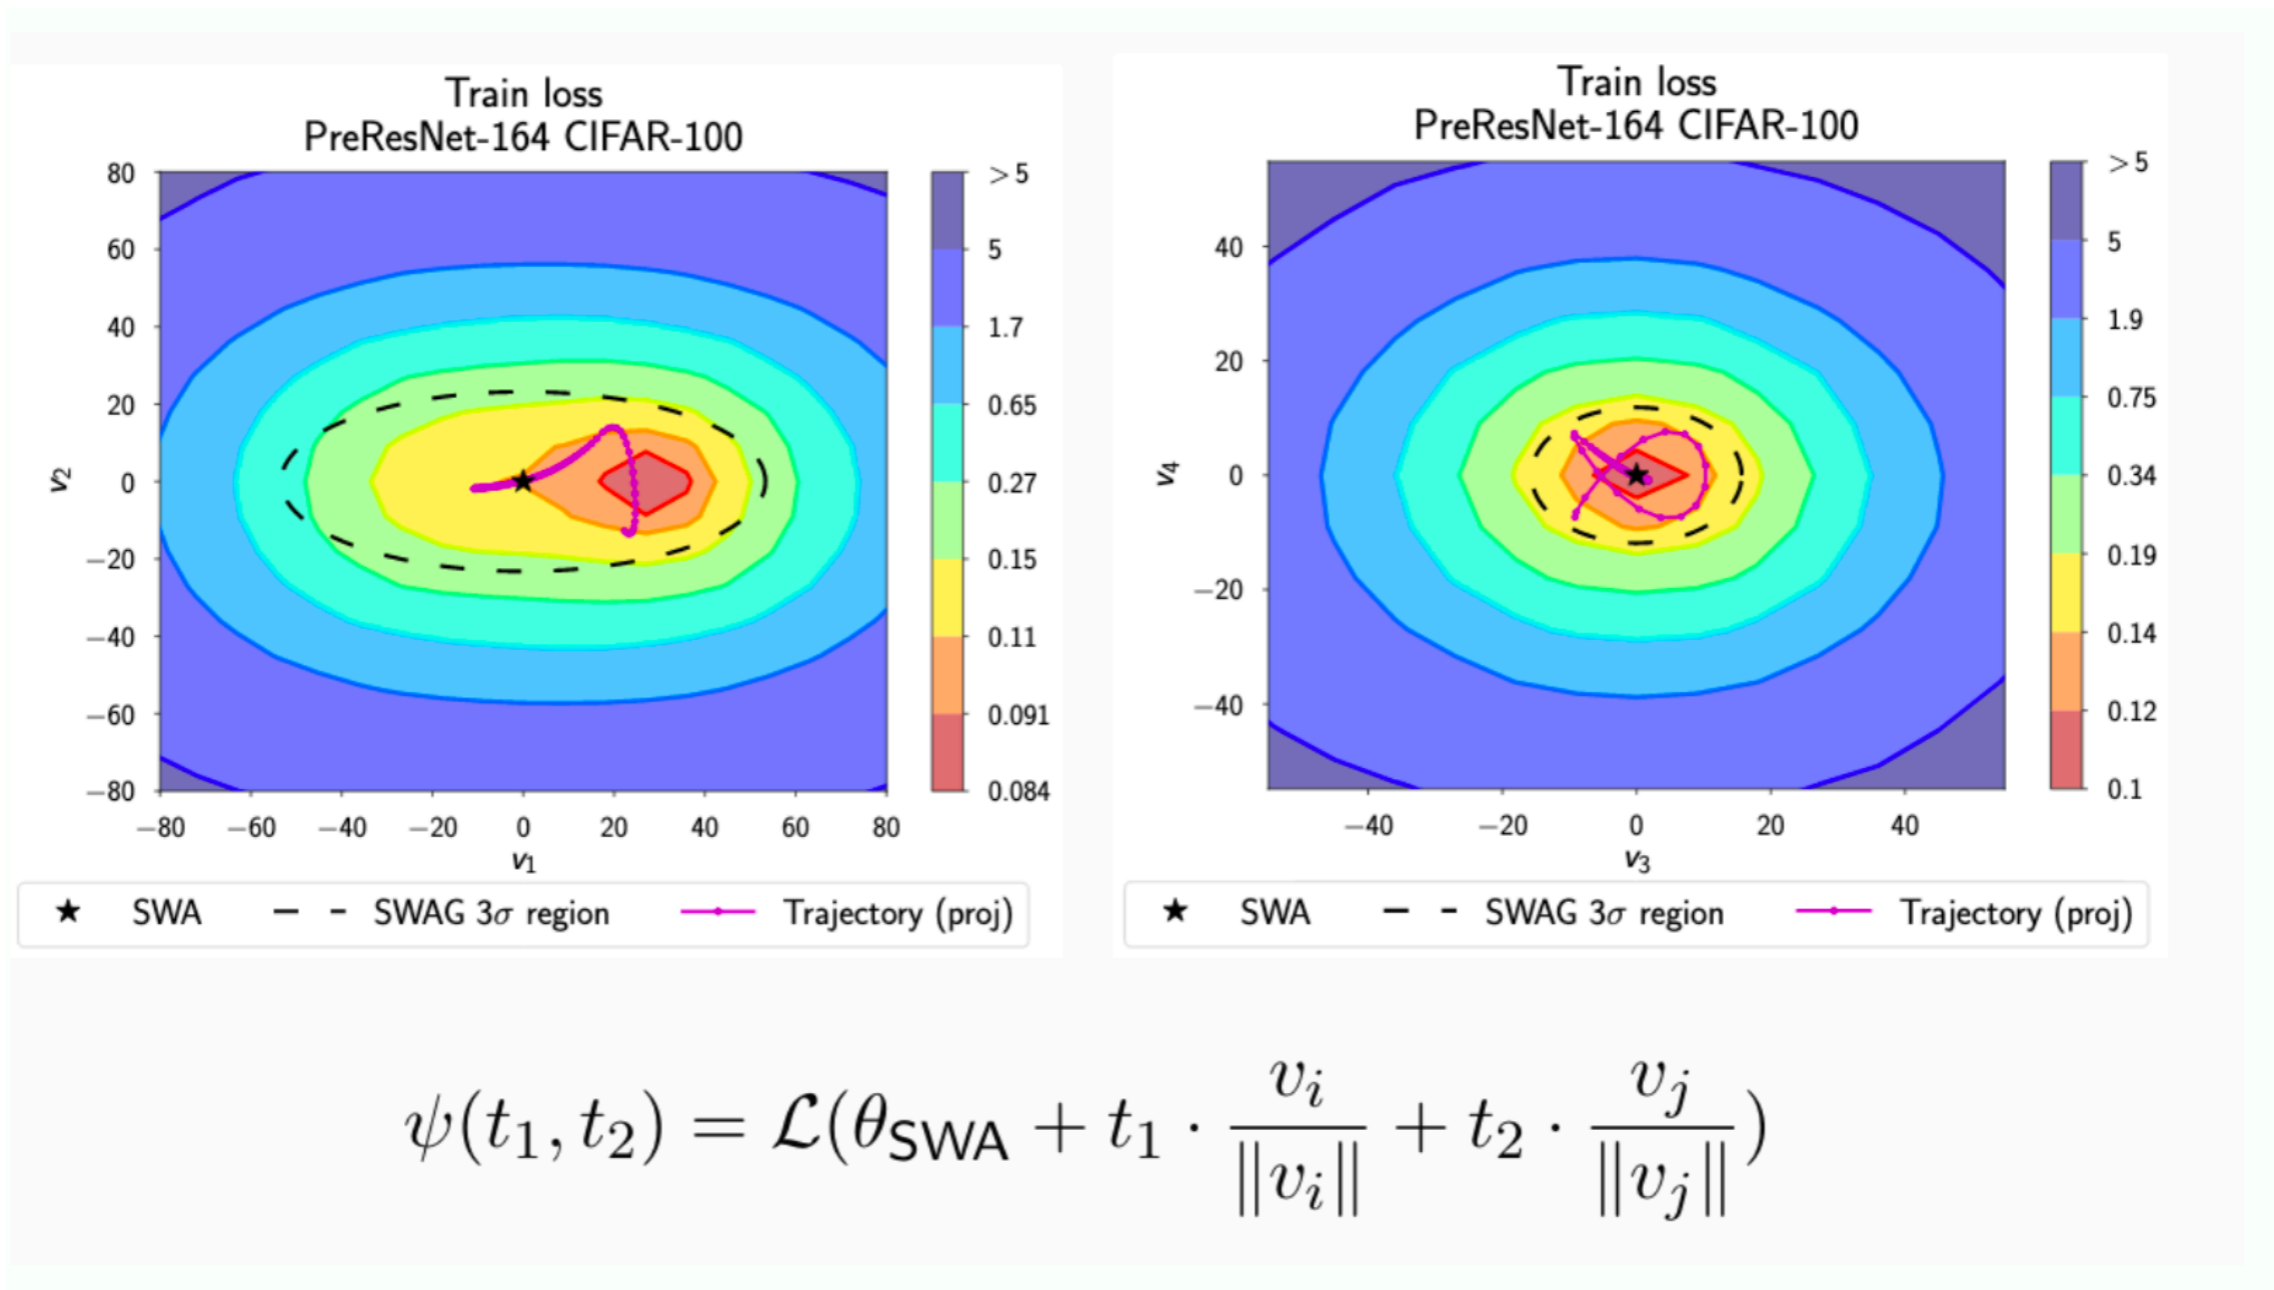 Train loss
PreResNet-164 CIFAR-100
80
60
40
20
0
−20
−40
−60
−80
v₂
−80 −60 −40 −20 0 20 40 60 80
v₁
> 5
5
1.7
0.65
0.27
0.15
0.11
0.091
0.084
★ SWA – – SWAG 3σ region Trajectory (proj)
Train loss
PreResNet-164 CIFAR-100
40
20
0
−20
−40
v₄
−40 −20 0 20 40
v₃
> 5
5
1.9
0.75
0.34
0.19
0.14
0.12
0.1
★ SWA – – SWAG 3σ region Trajectory (proj)
ψ(t₁, t₂) = ℒ(θ_SWA + t₁ · vᵢ/‖vᵢ‖ + t₂ · vⱼ/‖vⱼ‖)